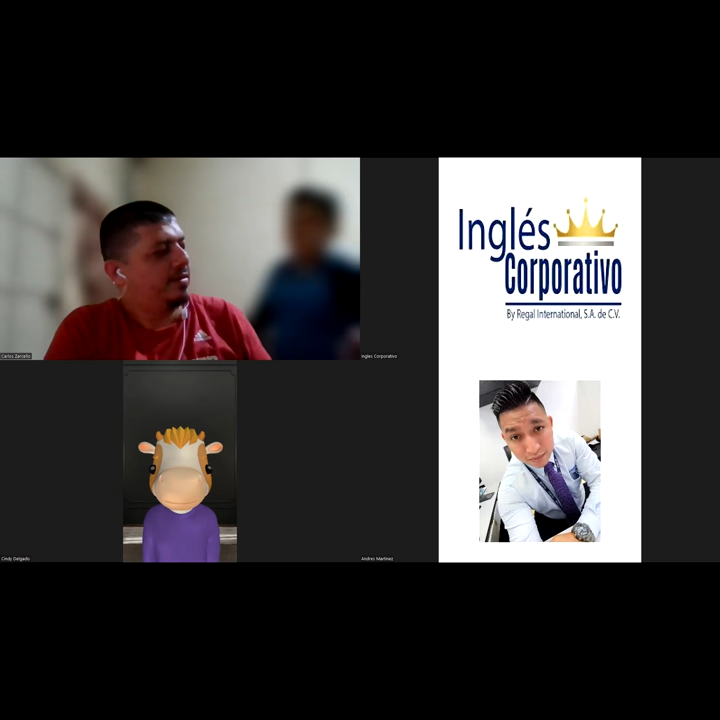 Inglés
Corporativo
By Regal International, S.A. de C.V.
Carlos Zarceño
Ingles Corporativo
Cindy Delgado
Andres Martinez